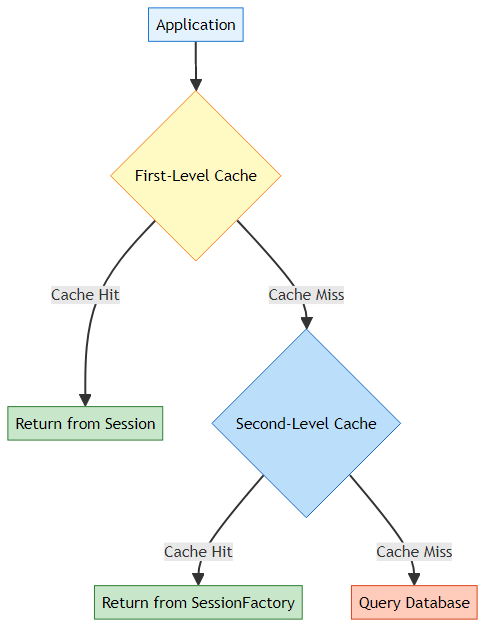 Application
First-Level Cache
Cache Hit
Cache Miss
Return from Session
Second-Level Cache
Cache Hit
Cache Miss
Return from SessionFactory
Query Database